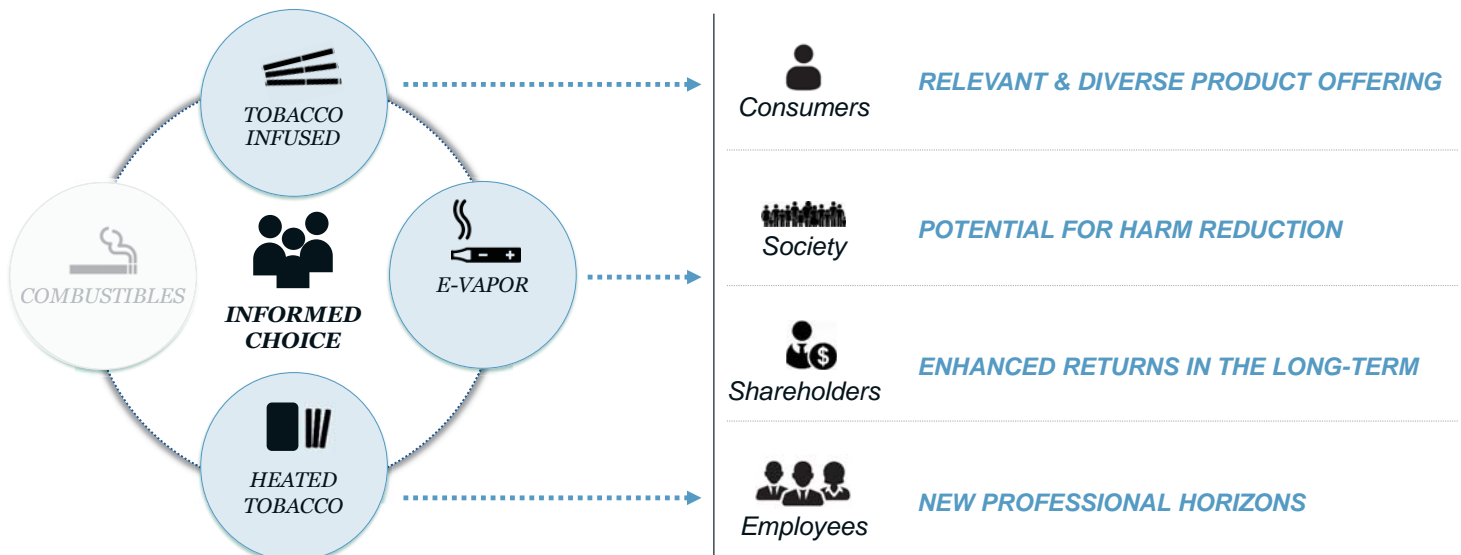 TOBACCO
INFUSED
COMBUSTIBLES
INFORMED
CHOICE
E-VAPOR
HEATED
TOBACCO
Consumers
RELEVANT & DIVERSE PRODUCT OFFERING
Society
POTENTIAL FOR HARM REDUCTION
$
Shareholders
ENHANCED RETURNS IN THE LONG-TERM
Employees
NEW PROFESSIONAL HORIZONS